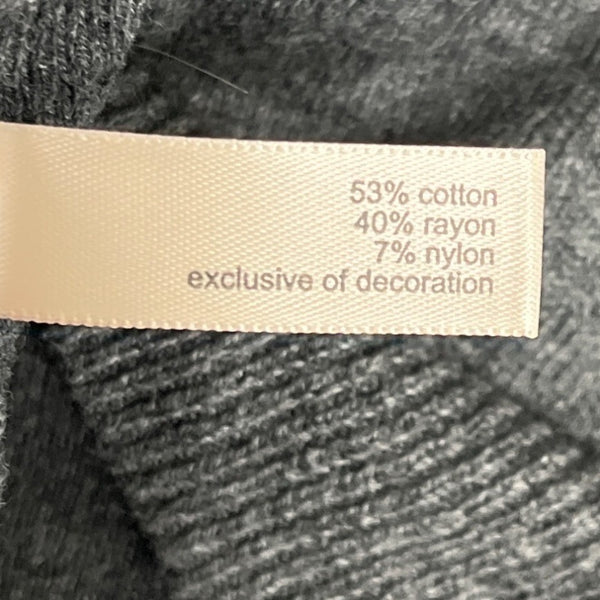 53% cotton
40% rayon
7% nylon
exclusive of decoration